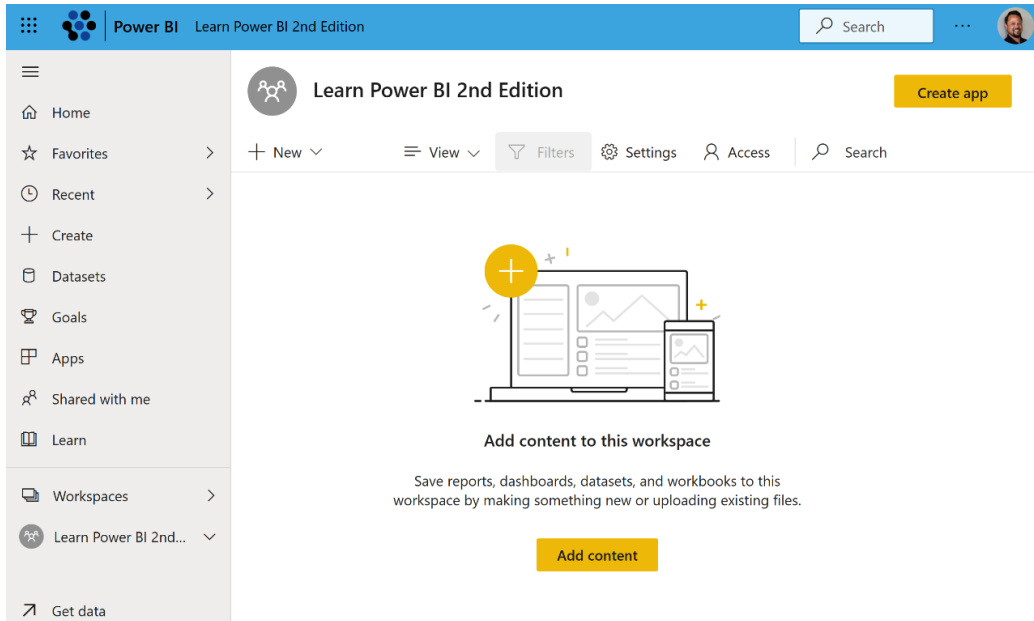 Power BI Learn Power BI 2nd Edition Search ...
Home
Favorites
Recent
Create
Datasets
Goals
Apps
Shared with me
Learn
Workspaces
Learn Power BI 2nd...
Get data
Learn Power BI 2nd Edition
Create app
New View Filters Settings Access Search
Add content to this workspace
Save reports, dashboards, datasets, and workbooks to this
workspace by making something new or uploading existing files.
Add content